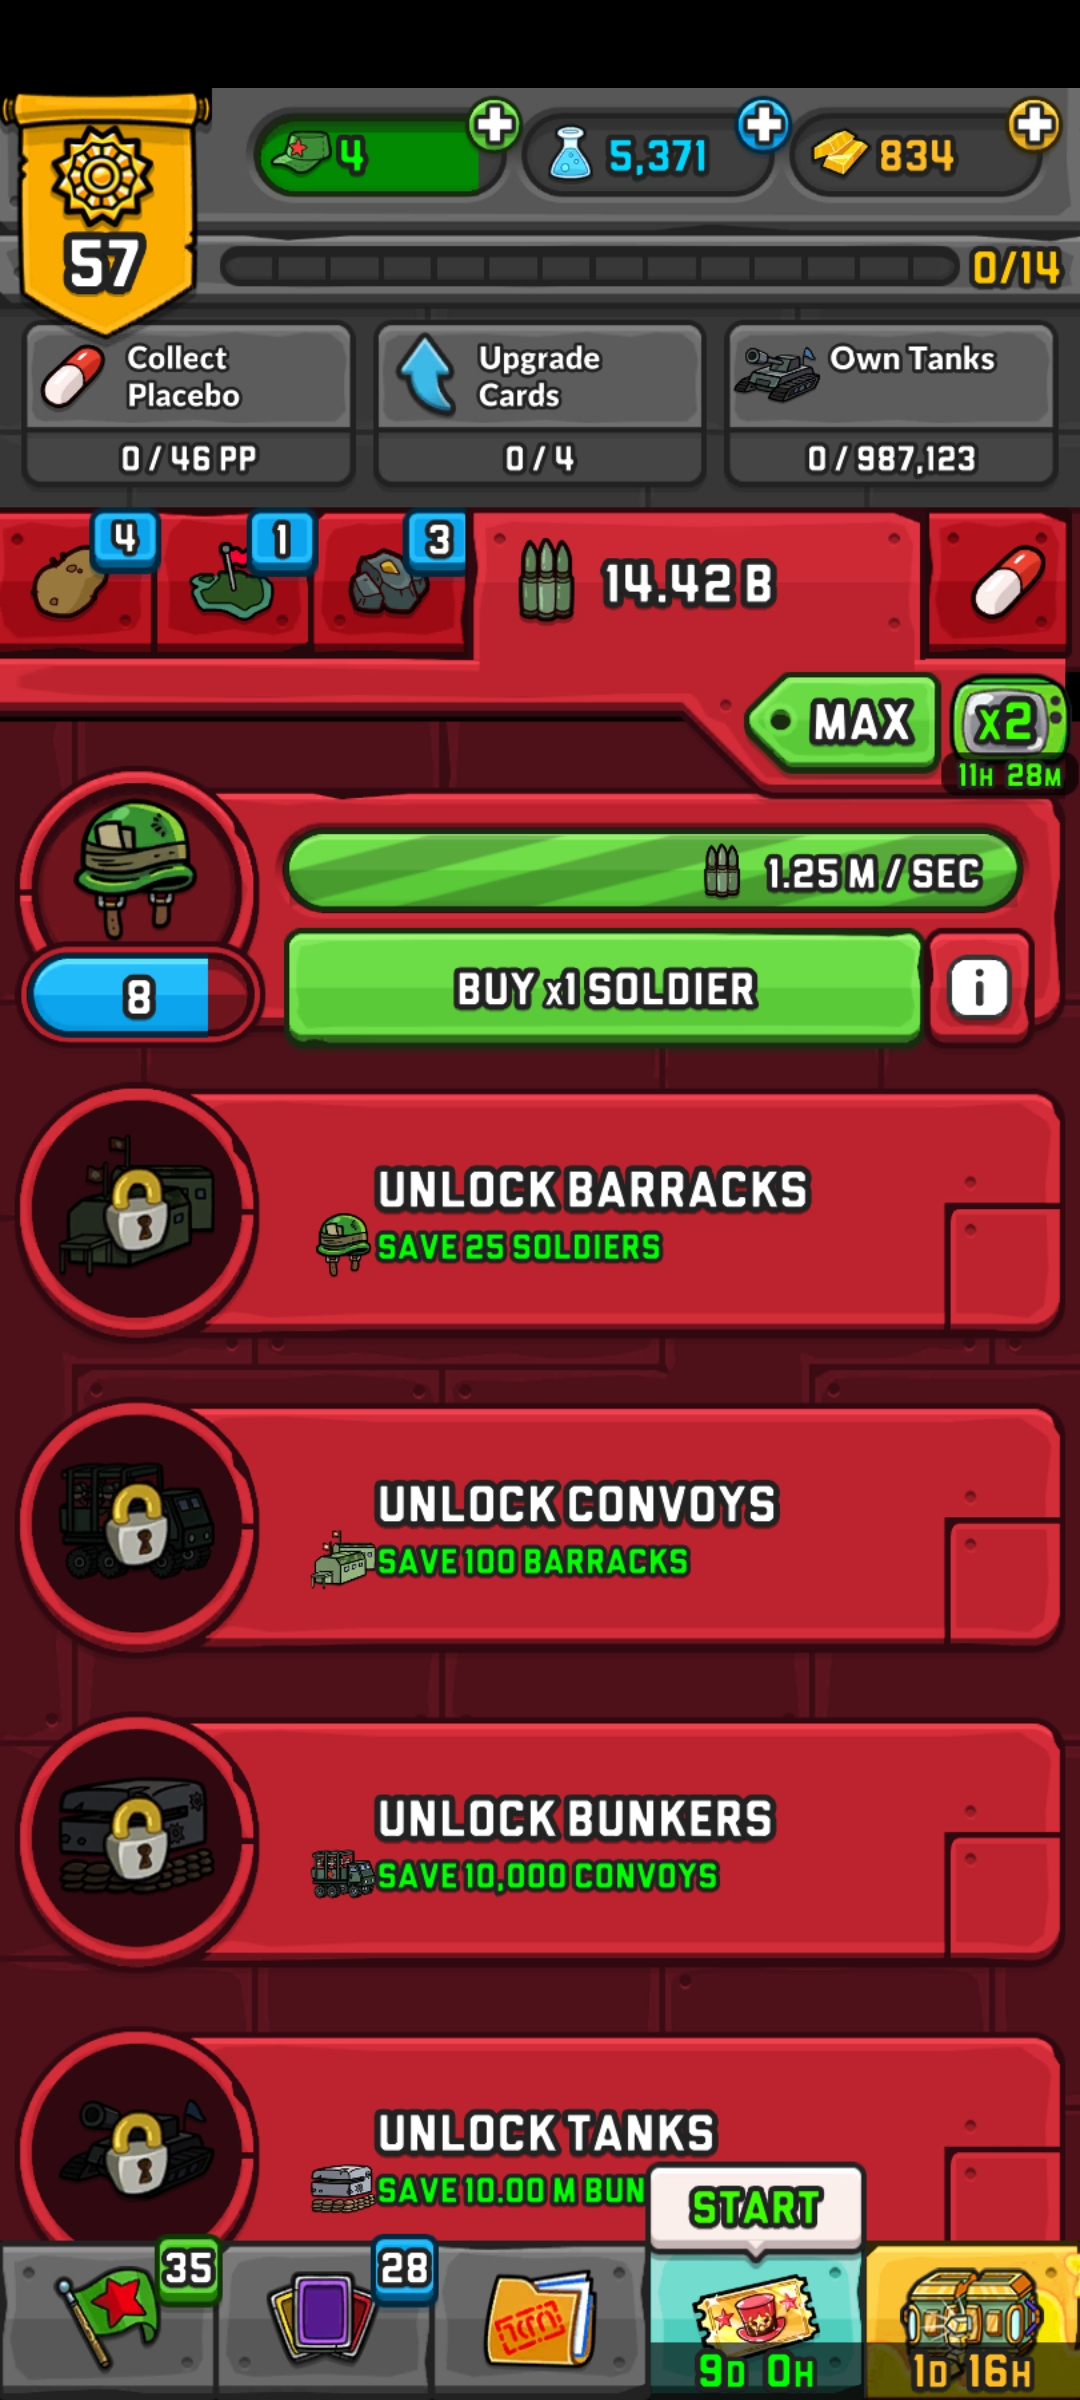 4
5,371
834
57
0/14
Collect
Placebo
0 / 46 PP
Upgrade
Cards
0 / 4
Own Tanks
0 / 987,123
4
1
3
14.42 B
MAX
x2
11H 28M
1.25 M / SEC
8
BUY x1 SOLDIER
i
UNLOCK BARRACKS
SAVE 25 SOLDIERS
UNLOCK CONVOYS
SAVE 100 BARRACKS
UNLOCK BUNKERS
SAVE 10,000 CONVOYS
UNLOCK TANKS
SAVE 10.00 M BUN
START
35
28
9D 0H
1D 16H